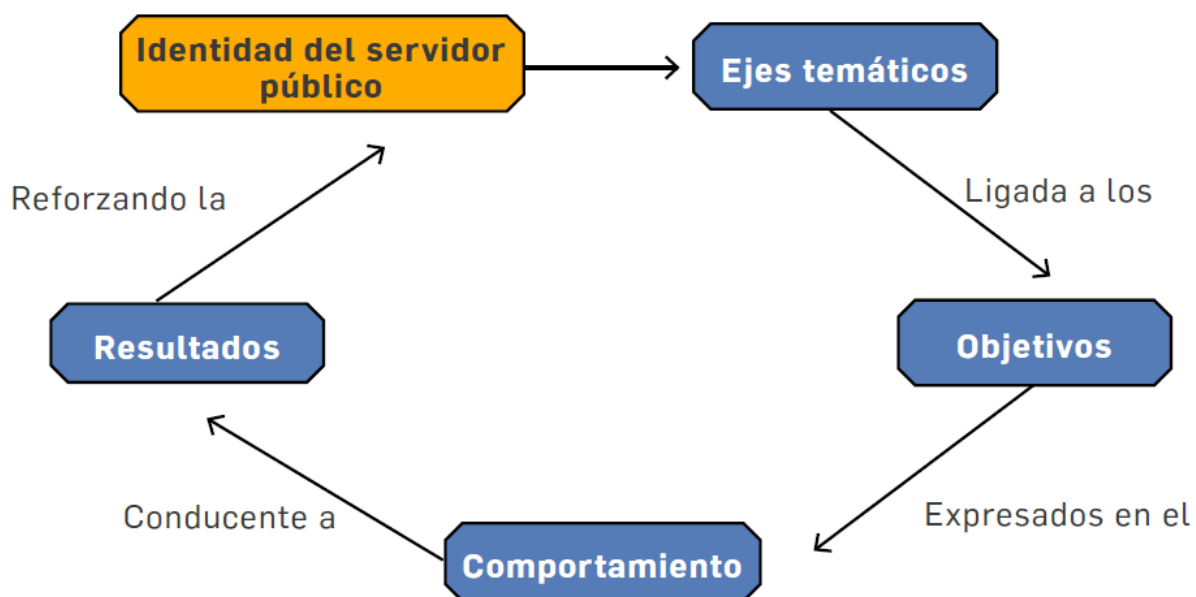 Identidad del servidor
público
Ejes temáticos
Ligada a los
Objetivos
Expresados en el
Comportamiento
Conducente a
Resultados
Reforzando la